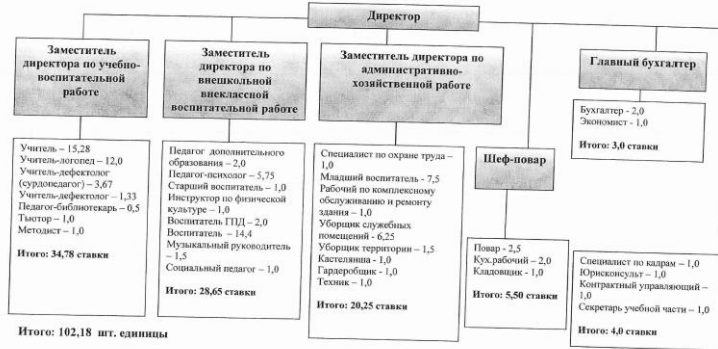 Директор
Заместитель
директора по учебно-
воспитательной
работе
Заместитель
директора по
внешкольной
внеклассной
воспитательной работе
Заместитель
директора по
административно-
хозяйственной работе
Главный бухгалтер
Бухгалтер - 2,0
Экономист - 1,0
Итого: 3,0 ставки
Учитель – 15,28
Учитель-логопед – 12,0
Учитель-дефектолог
(сурдопедагог) – 3,67
Учитель-дефектолог – 1,33
Педагог-библиотекарь – 0,5
Тьютор – 1,0
Методист – 1,0
Итого: 34,78 ставки
Педагог дополнительного
образования – 2,0
Педагог-психолог – 5,75
Старший воспитатель – 1,0
Инструктор по физической
культуре – 1,0
Воспитатель ГПД – 2,0
Воспитатель – 14,4
Музыкальный руководитель –
1,5
Социальный педагог – 1,0
Итого: 28,65 ставки
Специалист по охране труда –
1,0
Младший воспитатель - 7,5
Рабочий по комплексному
обслуживанию и ремонту
здания – 1,0
Уборщик служебных
помещений – 6,25
Уборщик территории – 1,5
Кастелянша – 1,0
Гардеробщик – 1,0
Техник – 1,0
Итого: 20,25 ставки
Шеф-повар
Повар - 2,5
Кух.рабочий – 2,0
Кладовщик - 1,0
Итого: 5,50 ставки
Специалист по кадрам – 1,0
Юрисконсульт – 1,0
Контрактный управляющий –
1,0
Секретарь учебной части – 1,0
Итого: 4,0 ставки
Итого: 102,18 шт. единицы